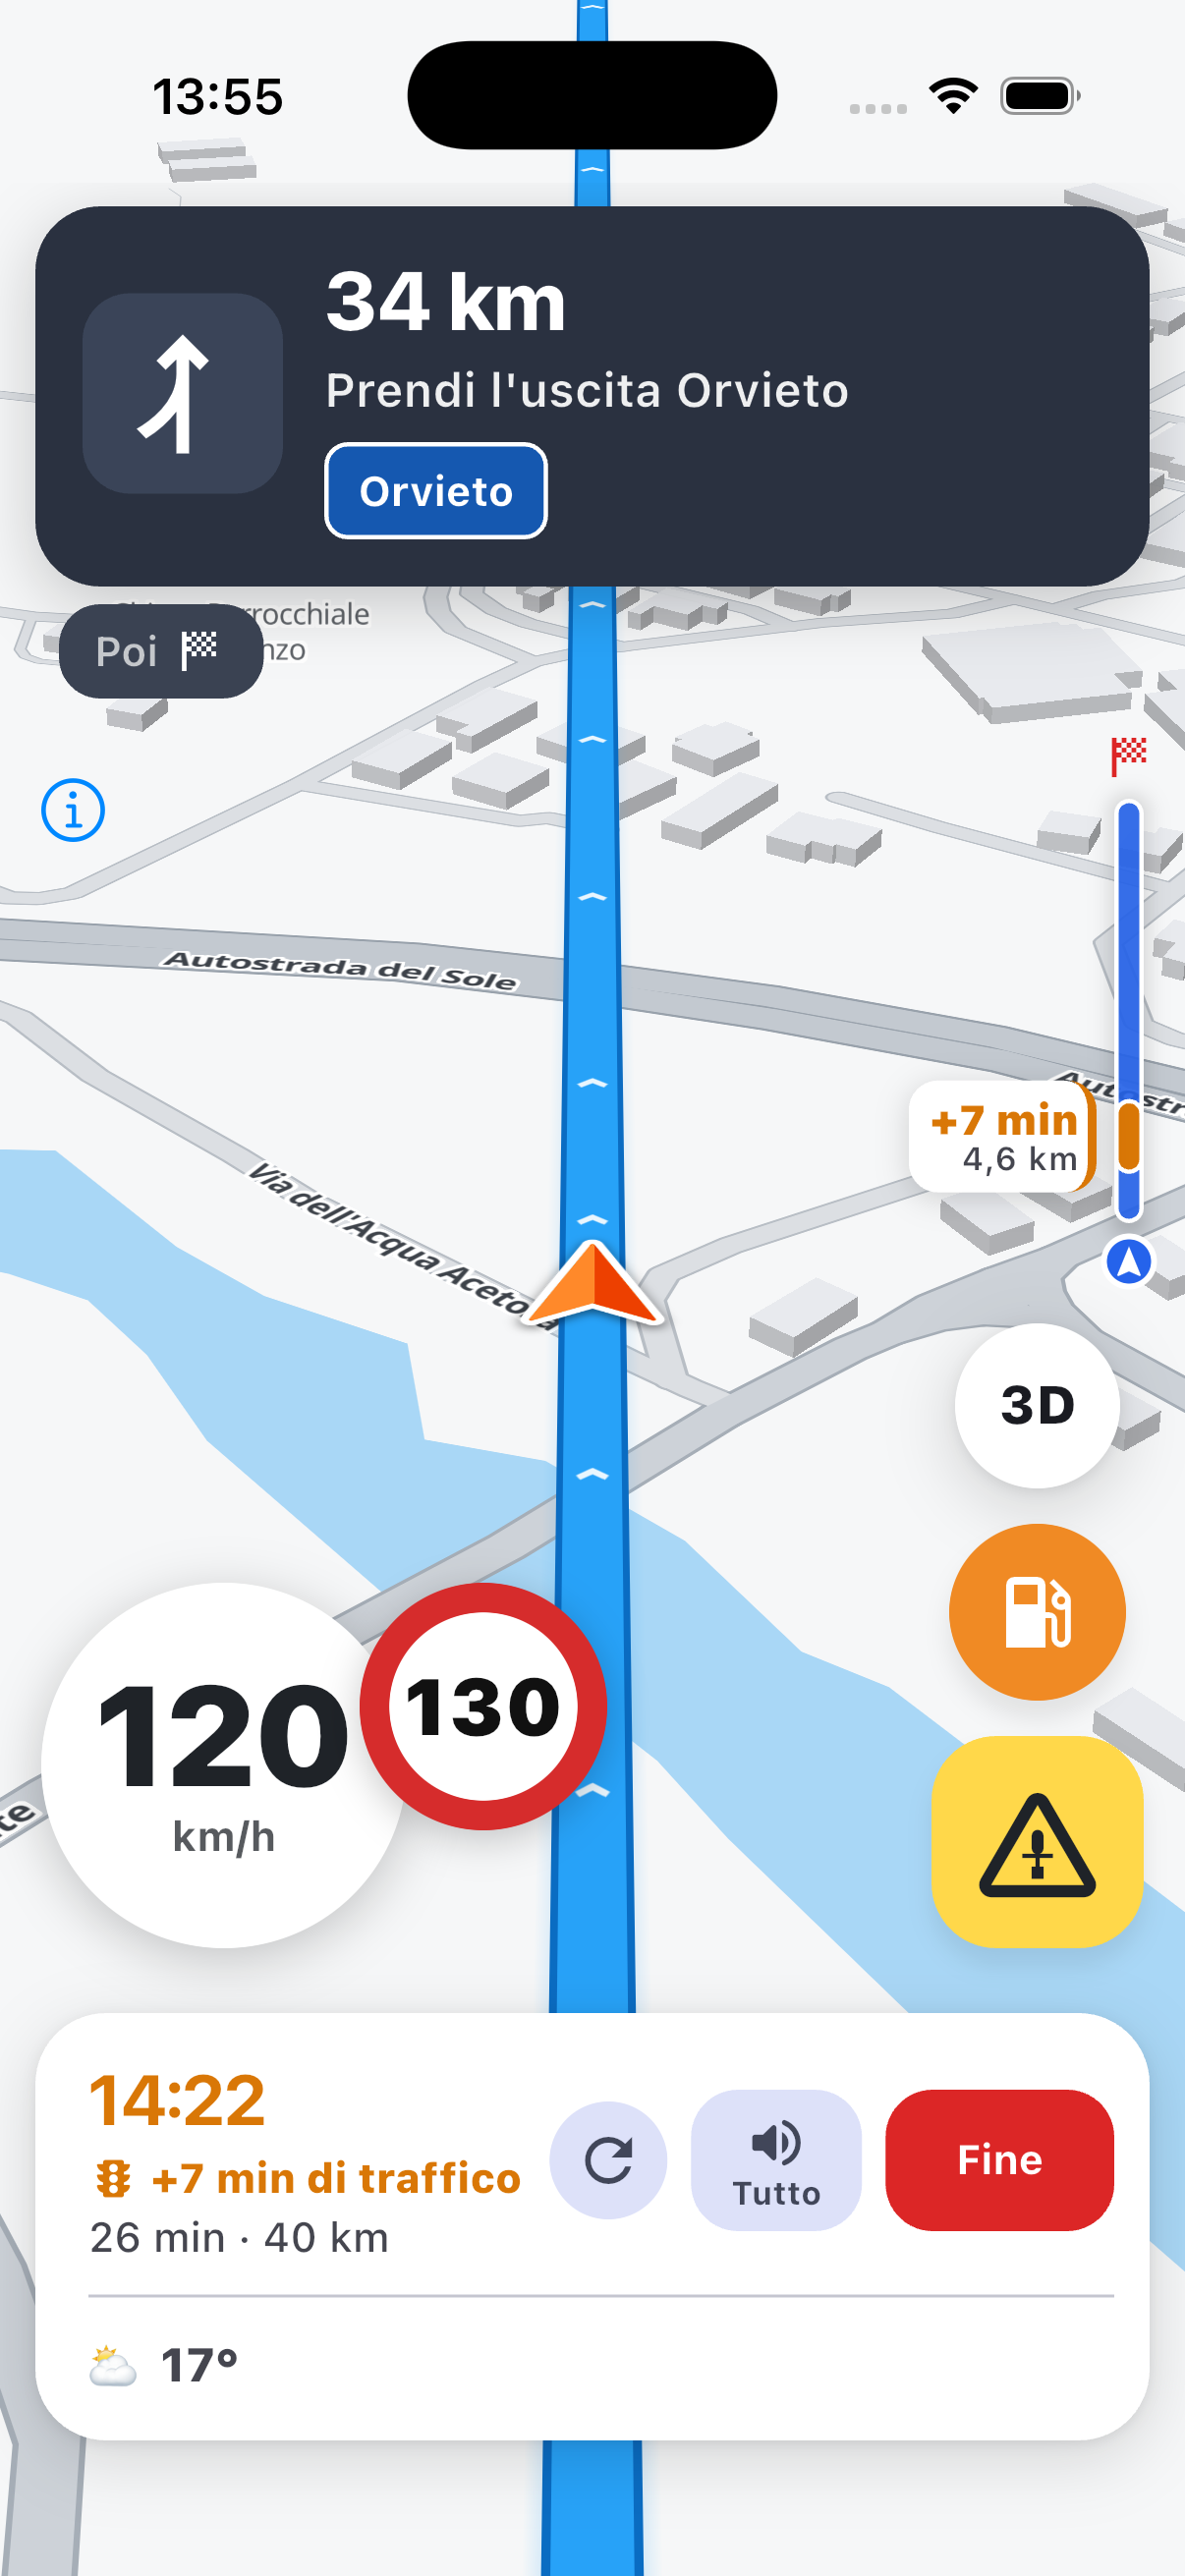 13:55
34 km
Prendi l'uscita Orvieto
Orvieto
Poi
Autostrada del Sole
+7 min
4,6 km
Via dell'Acqua Acetosa
3D
120
km/h
130
14:22
+7 min di traffico
26 min · 40 km
Tutto
Fine
17°